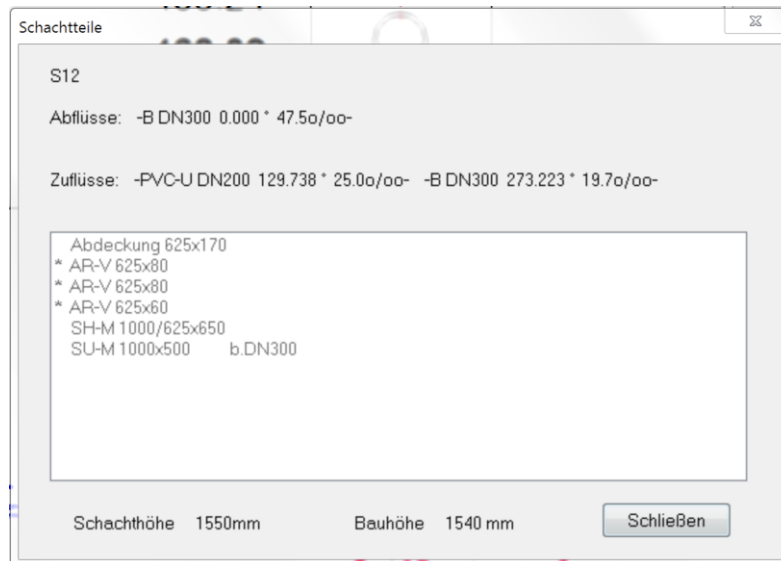 Schachtteile
S12
Abflüsse: -B DN300 0.000 ° 47.5o/oo-
Zuflüsse: -PVC-U DN200 129.738 ° 25.0o/oo- -B DN300 273.223 ° 19.7o/oo-
Abdeckung 625x170
* AR-V 625x80
* AR-V 625x80
* AR-V 625x60
SH-M 1000/625x650
SU-M 1000x500 b.DN300
Schachthöhe 1550mm Bauhöhe 1540 mm Schließen